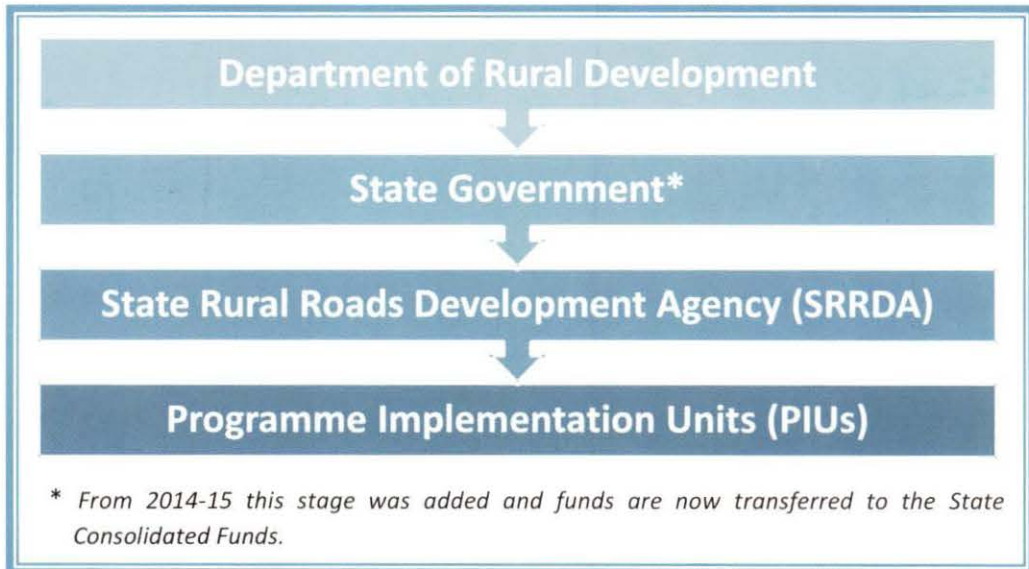 Department of Rural Development
State Government*
State Rural Roads Development Agency (SRRDA)
Programme Implementation Units (PIUs)
* From 2014-15 this stage was added and funds are now transferred to the State
Consolidated Funds.